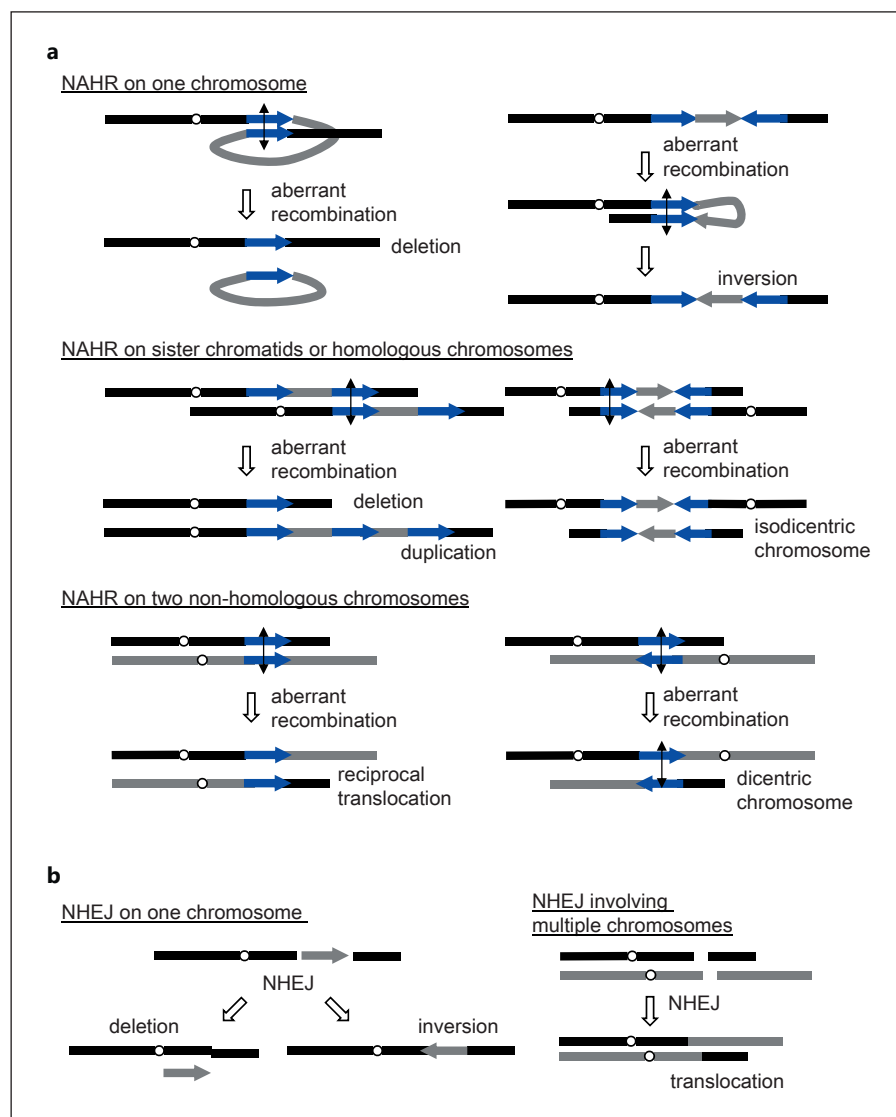 a
NAHR on one chromosome
aberrant
recombination
deletion
aberrant
recombination
inversion
NAHR on sister chromatids or homologous chromosomes
aberrant
recombination
deletion
duplication
aberrant
recombination
isodicentric
chromosome
NAHR on two non-homologous chromosomes
aberrant
recombination
reciprocal
translocation
aberrant
recombination
dicentric
chromosome
b
NHEJ on one chromosome
NHEJ
deletion
inversion
NHEJ involving
multiple chromosomes
NHEJ
translocation